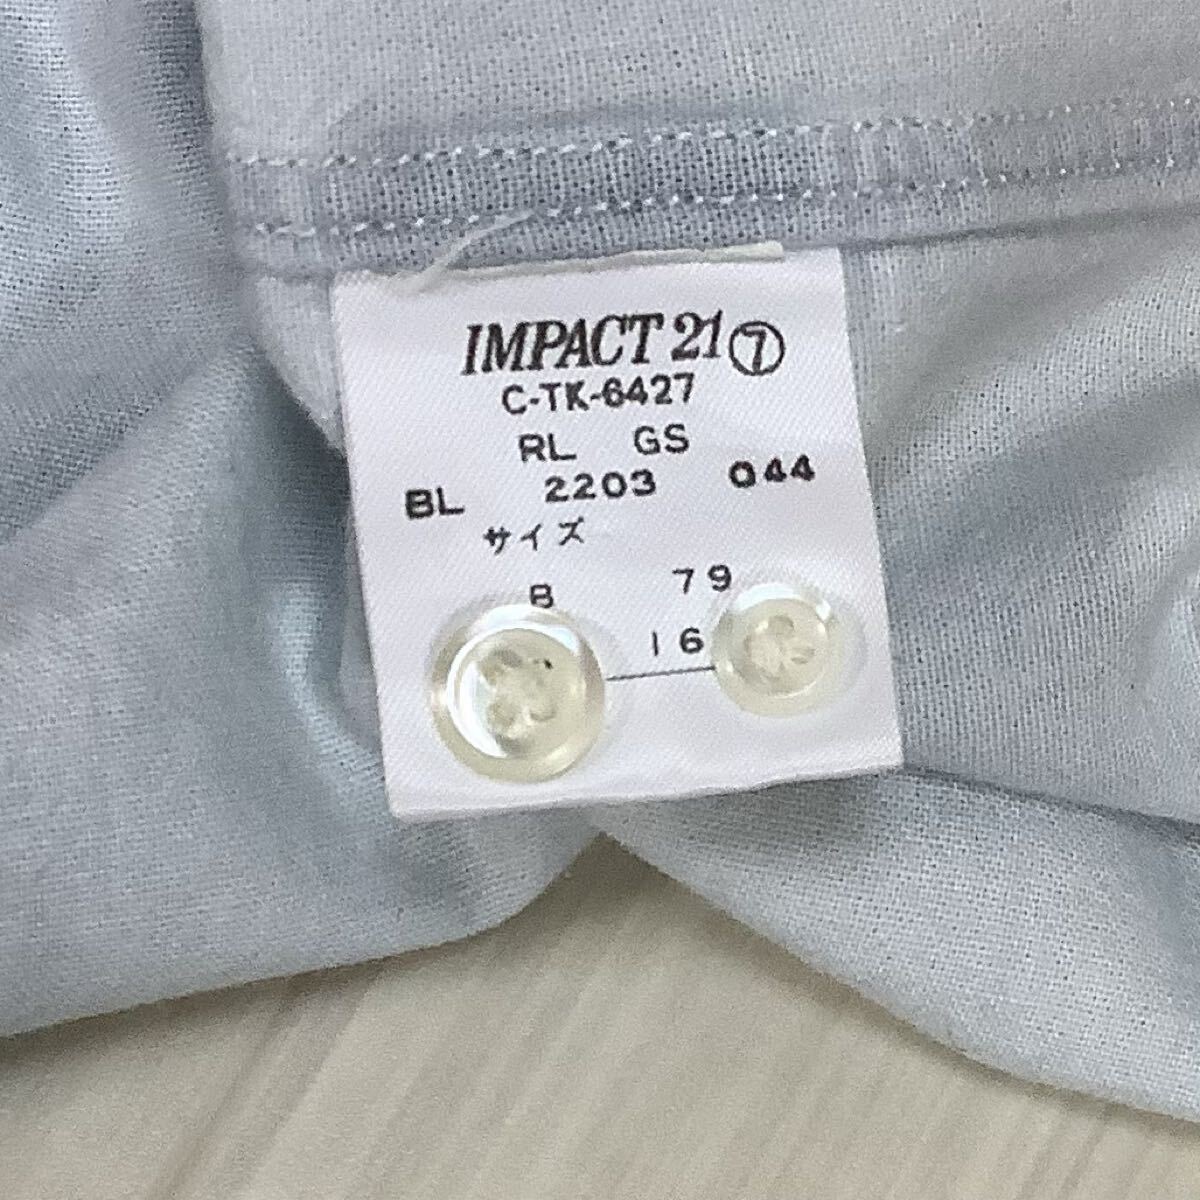 IMPACT 21 ⑦
C-TK-6427
RL GS
BL 2203 044
サイズ
B 79
16